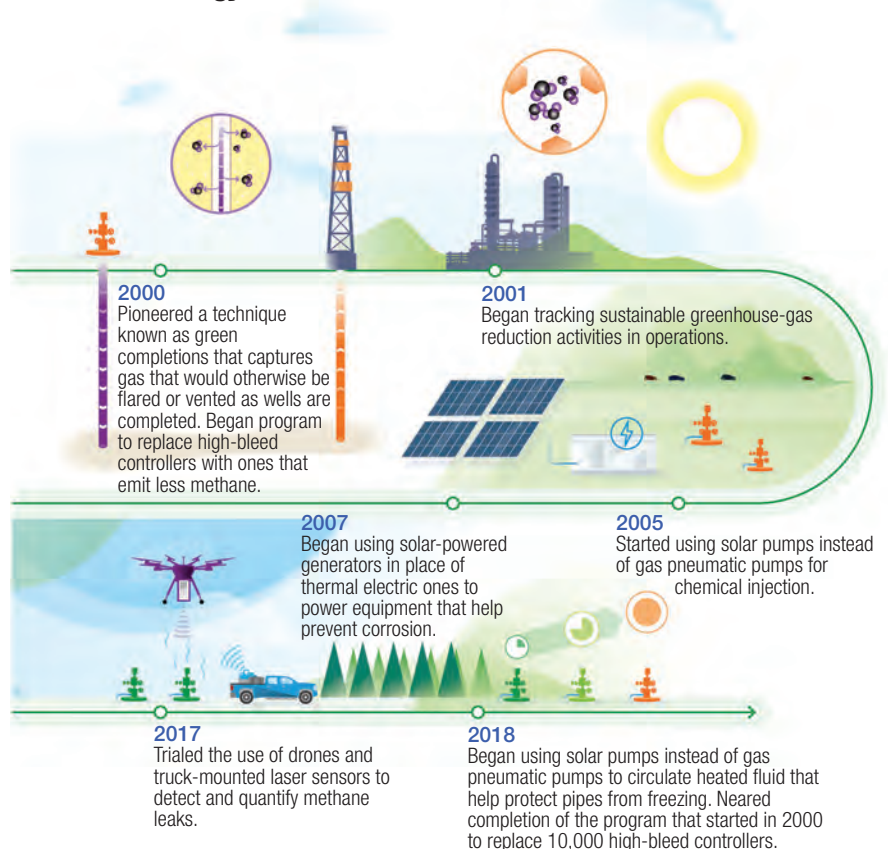 2000
Pioneered a technique
known as green
completions that captures
gas that would otherwise be
flared or vented as wells are
completed. Began program
to replace high-bleed
controllers with ones that
emit less methane.
2001
Began tracking sustainable greenhouse-gas
reduction activities in operations.
2005
Started using solar pumps instead
of gas pneumatic pumps for
chemical injection.
2007
Began using solar-powered
generators in place of
thermal electric ones to
power equipment that help
prevent corrosion.
2017
Trialed the use of drones and
truck-mounted laser sensors to
detect and quantify methane
leaks.
2018
Began using solar pumps instead of gas
pneumatic pumps to circulate heated fluid that
help protect pipes from freezing. Neared
completion of the program that started in 2000
to replace 10,000 high-bleed controllers.